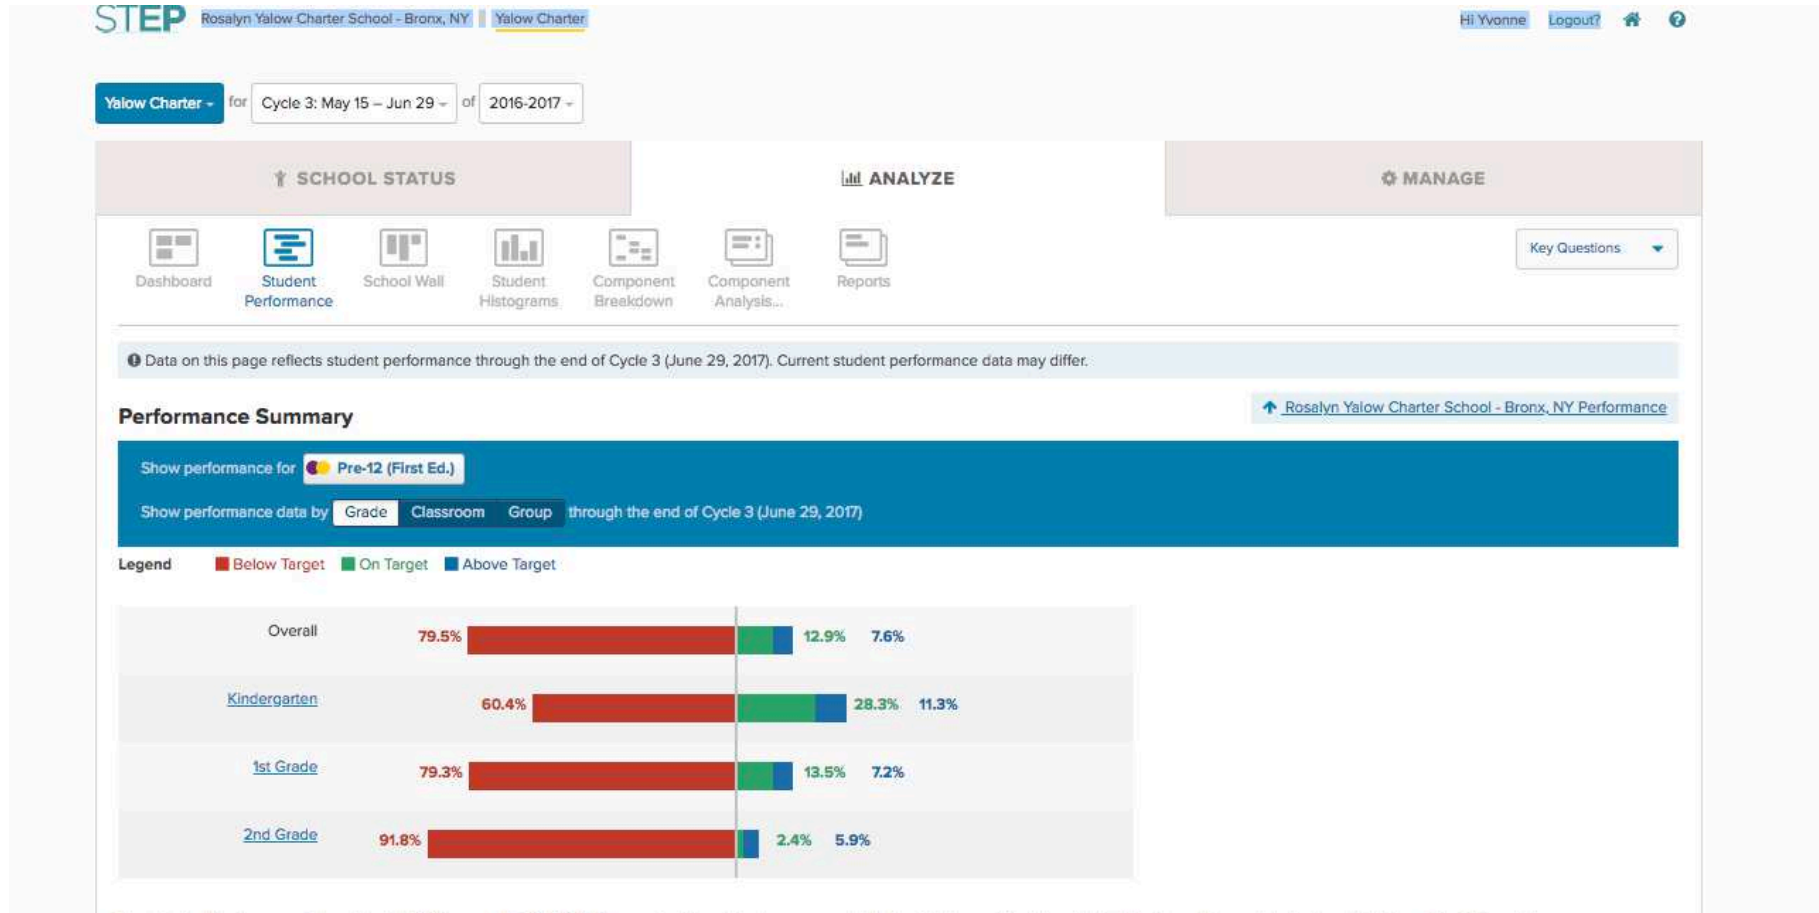 STEP Rosalyn Yalow Charter School - Bronx, NY Yalow Charter Hi Yvonne Logout?
Yalow Charter for Cycle 3: May 15 – Jun 29 of 2016-2017
SCHOOL STATUS ANALYZE MANAGE
Dashboard Student Performance School Wall Student Histograms Component Breakdown Component Analysis... Reports Key Questions
Data on this page reflects student performance through the end of Cycle 3 (June 29, 2017). Current student performance data may differ.
Performance Summary Rosalyn Yalow Charter School - Bronx, NY Performance
Show performance for Pre-12 (First Ed.)
Show performance data by Grade Classroom Group through the end of Cycle 3 (June 29, 2017)
Legend Below Target On Target Above Target
Overall 79.5% 12.9% 7.6%
Kindergarten 60.4% 28.3% 11.3%
1st Grade 79.3% 13.5% 7.2%
2nd Grade 91.8% 2.4% 5.9%